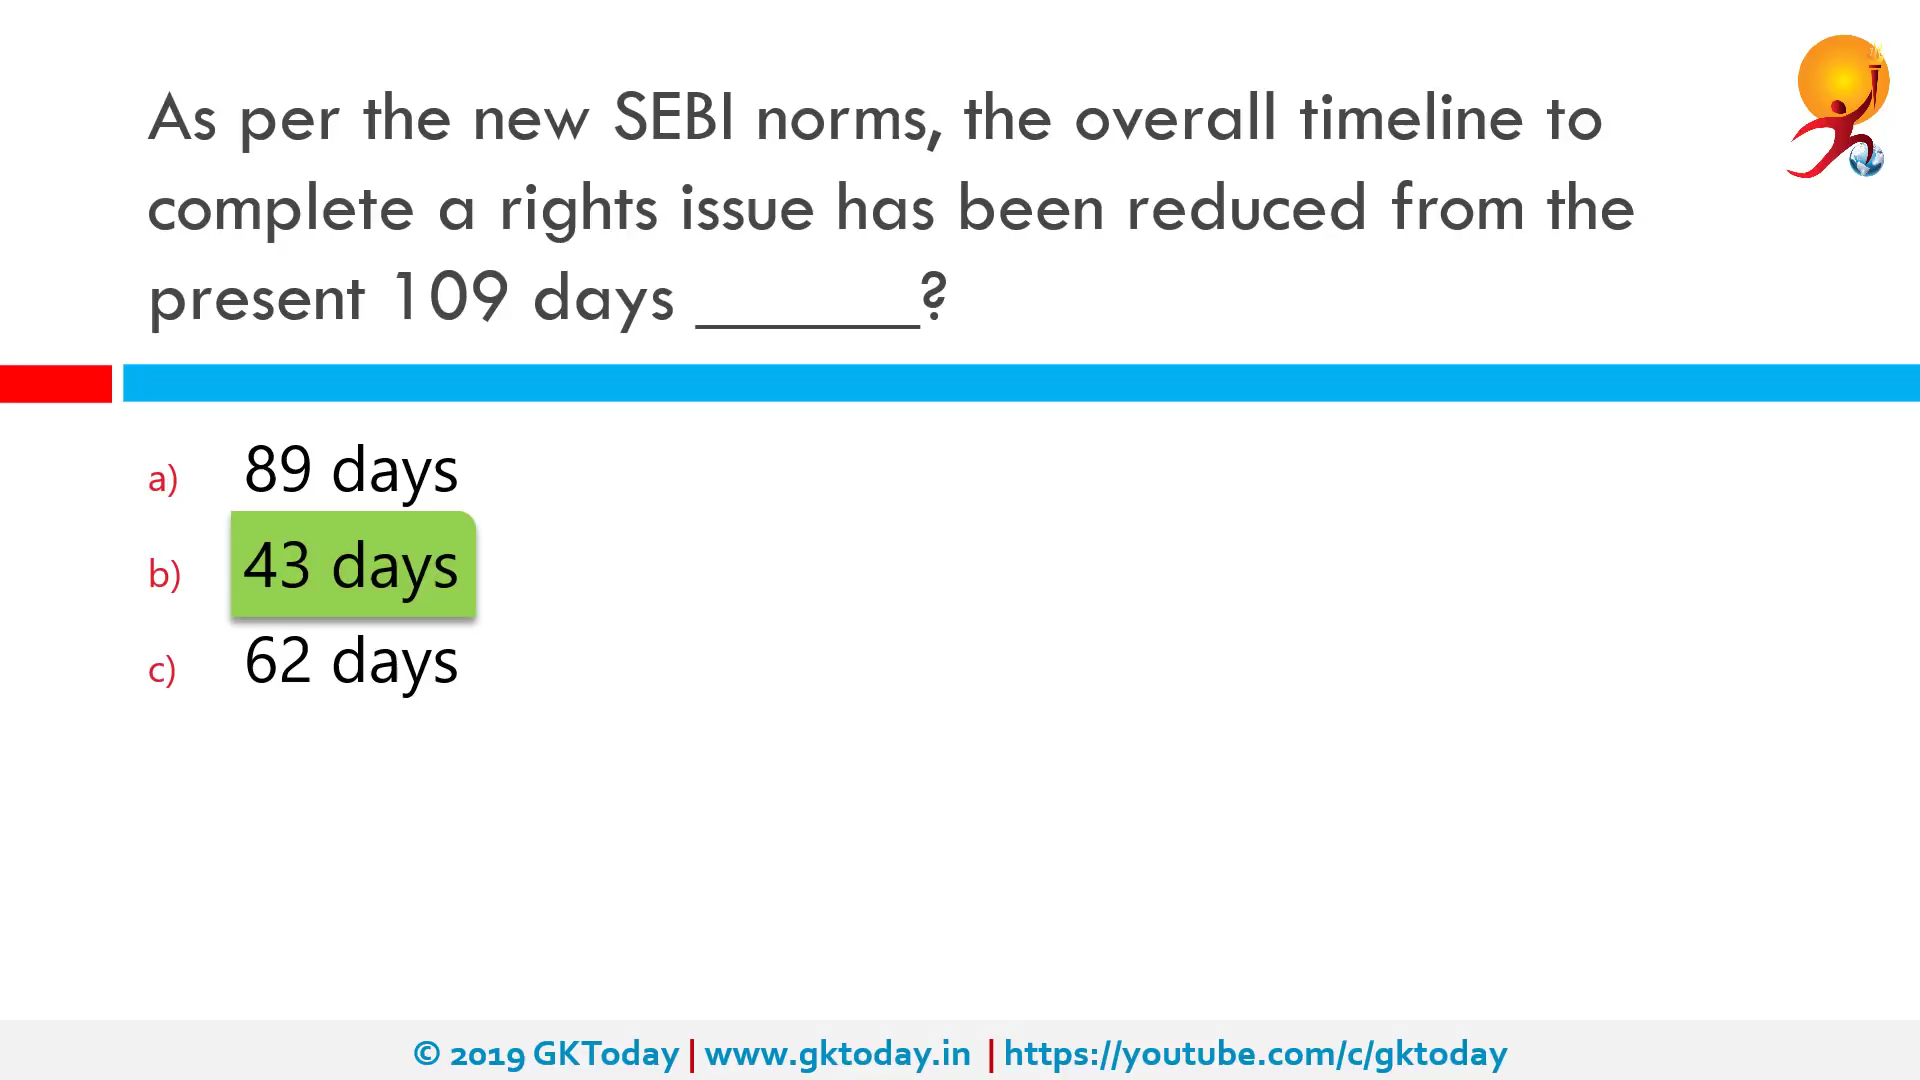 As per the new SEBI norms, the overall timeline to
complete a rights issue has been reduced from the
present 109 days ______?
a) 89 days
b) 43 days
c) 62 days
© 2019 GKToday | www.gktoday.in | https://youtube.com/c/gktoday